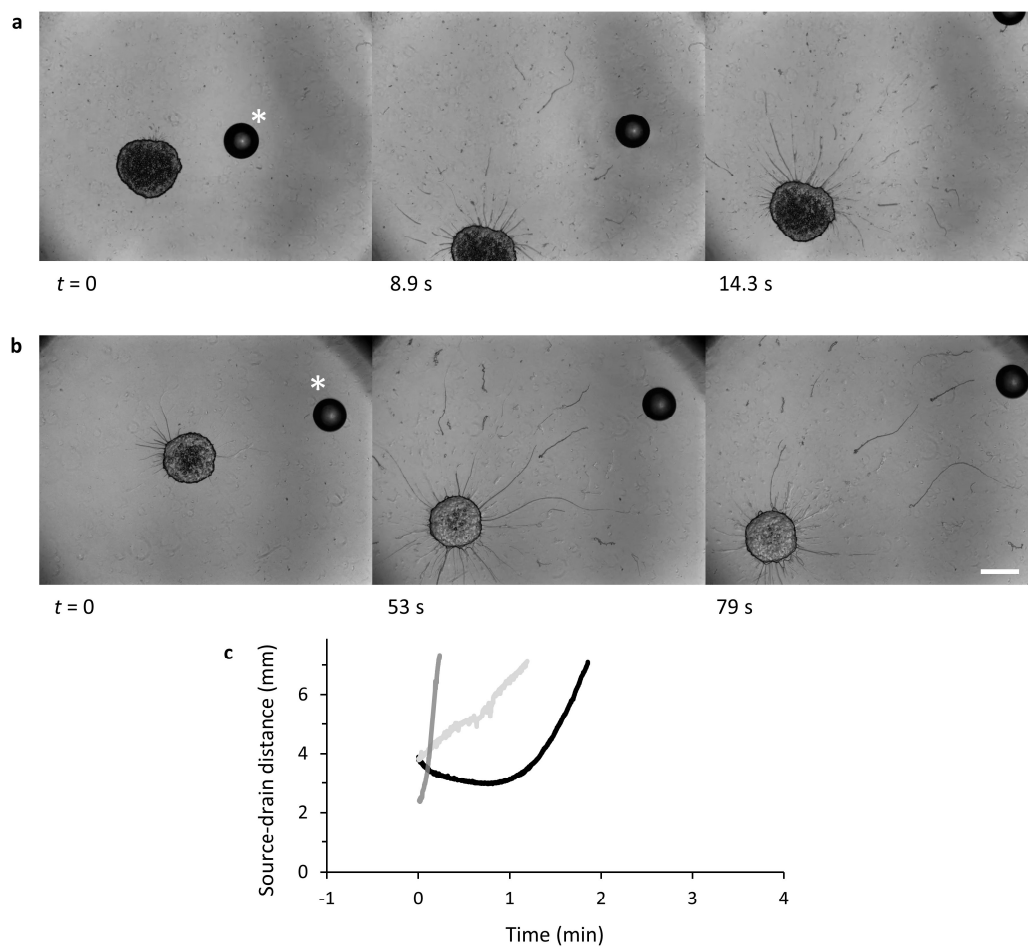 a
*
t = 0
8.9 s
14.3 s
b
*
t = 0
53 s
79 s
c
Source-drain distance (mm)
6
4
2
0
-1
0
1
2
3
4
Time (min)